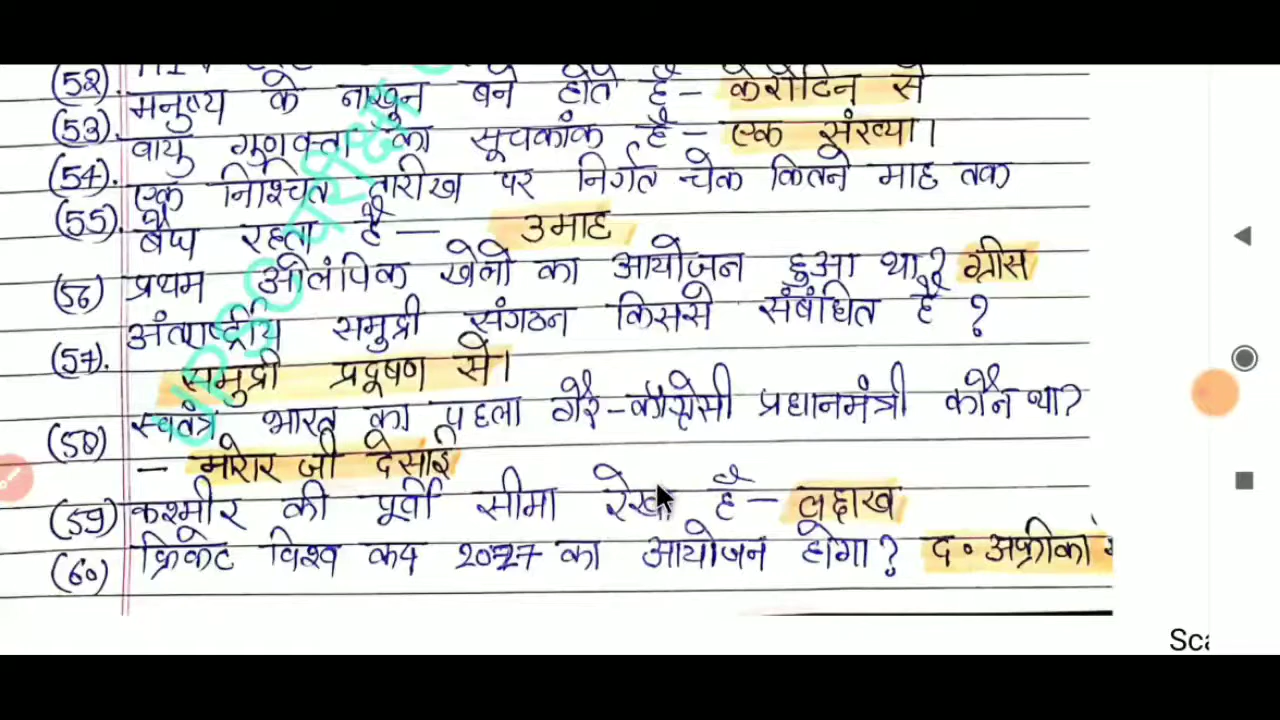 (52).
मनुष्य के नाखून बने होते है - केरोटिन से
(53).
वायु गुणवत्ता का सूचकांक है - एक संख्या।
(54).
एक निश्चित तारीख पर निर्गत चेक कितने माह तक
(55).
बैध रहता है - 3माह
(56) प्रथम ओलंपिक खेलो का आयोजन हुआ था? ग्रीस
अंतराष्ट्रीय समुद्री संगठन किससे संबंधित है ?
(57).
समुद्री प्रदूषण से।
स्वतंत्र भारत का पहला गैर-काँग्रेसी प्रधानमंत्री कौन था?
(58)
- मोरार जी देसाई
(59) कश्मीर की पूर्वी सीमा रेखा है - लद्दाख
(60) क्रिकेट विश्व कप 2027 का आयोजन होगा? द० अफ्रीका
Sca